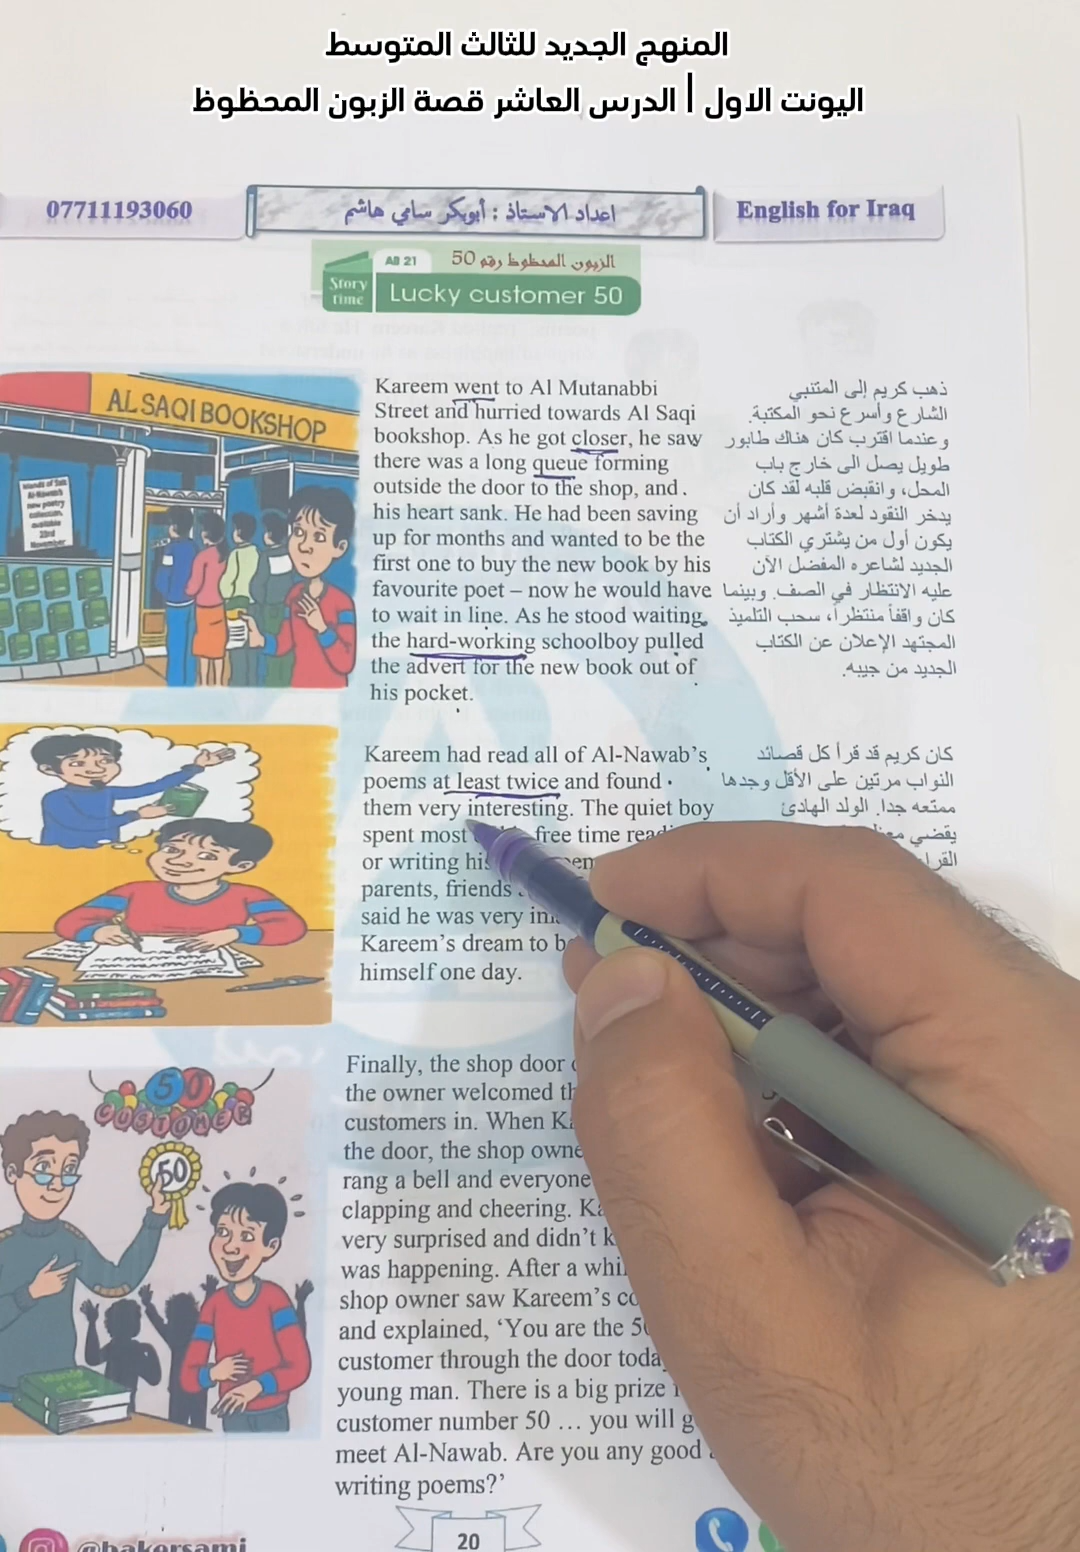 المنهج الجديد للثالث المتوسط
اليونت الاول | الدرس العاشر قصة الزبون المحظوظ
07711193060
اعداد الاستاذ : أبوبكر سامي هاشم
English for Iraq
AB 21
الزبون المحظوظ رقم 50
Story time
Lucky customer 50
AL SAQI BOOKSHOP
new poetry
November
Kareem went to Al Mutanabbi
Street and hurried towards Al Saqi
bookshop. As he got closer, he saw
there was a long queue forming
outside the door to the shop, and
his heart sank. He had been saving
up for months and wanted to be the
first one to buy the new book by his
favourite poet – now he would have
to wait in line. As he stood waiting,
the hard-working schoolboy pulled
the advert for the new book out of
his pocket.
ذهب كريم إلى المتنبي
الشارع وأسرع نحو المكتبة.
وعندما اقترب كان هناك طابور
طويل يصل الى خارج باب
المحل، وانقبض قلبه لقد كان
يدخر النقود لعدة أشهر وأراد أن
يكون أول من يشتري الكتاب
الجديد لشاعره المفضل الآن
عليه الانتظار في الصف. وبينما
كان واقفاً منتظراً، سحب التلميذ
المجتهد الإعلان عن الكتاب
الجديد من جيبه.
Kareem had read all of Al-Nawab’s
poems at least twice and found
them very interesting. The quiet boy
spent most free time
or writing his
parents, friends
said he was very
Kareem’s dream to
himself one day.
كان كريم قد قرأ كل قصائد
النواب مرتين على الأقل وجدها
ممتعه جدا. الولد الهادئ
يقضي
50
CUSTOMER
50
Finally, the shop door
the owner welcomed
customers in. When
the door, the shop
rang a bell and everyone
clapping and cheering.
very surprised and didn’t
was happening. After a
shop owner saw Kareem’s
and explained, ‘You are the
customer through the door
young man. There is a big prize
customer number 50 … you will
meet Al-Nawab. Are you any good
writing poems?’
20
@bakersami